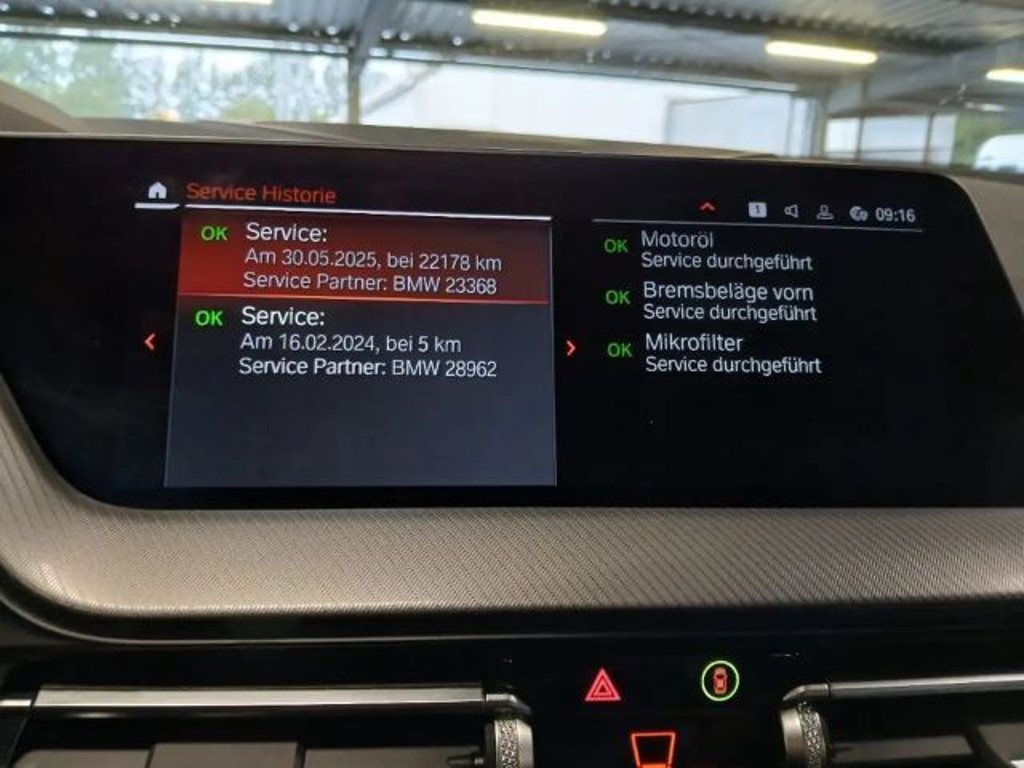 Service Historie
1
09:16
OK Service:
Am 30.05.2025, bei 22178 km
Service Partner: BMW 23368
OK Service:
Am 16.02.2024, bei 5 km
Service Partner: BMW 28962
OK Motoröl
Service durchgeführt
OK Bremsbeläge vorn
Service durchgeführt
OK Mikrofilter
Service durchgeführt